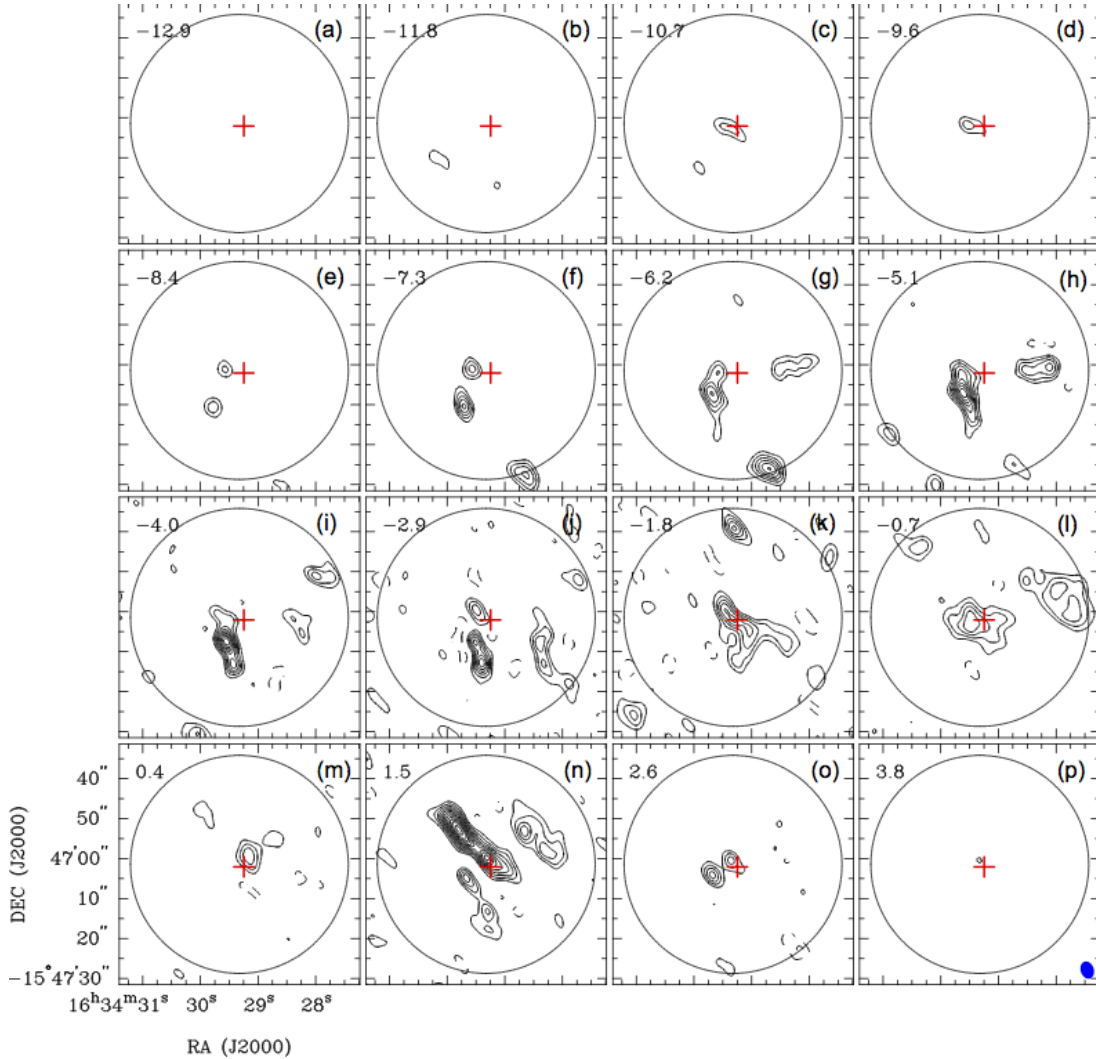 −12.9 (a) −11.8 (b) −10.7 (c) −9.6 (d)
−8.4 (e) −7.3 (f) −6.2 (g) −5.1 (h)
−4.0 (i) −2.9 (j) −1.8 (k) −0.7 (l)
0.4 (m) 1.5 (n) 2.6 (o) 3.8 (p)
40"
50"
47'00"
10"
20"
−15°47'30"
DEC (J2000)
16h34m31s 30s 29s 28s
RA (J2000)